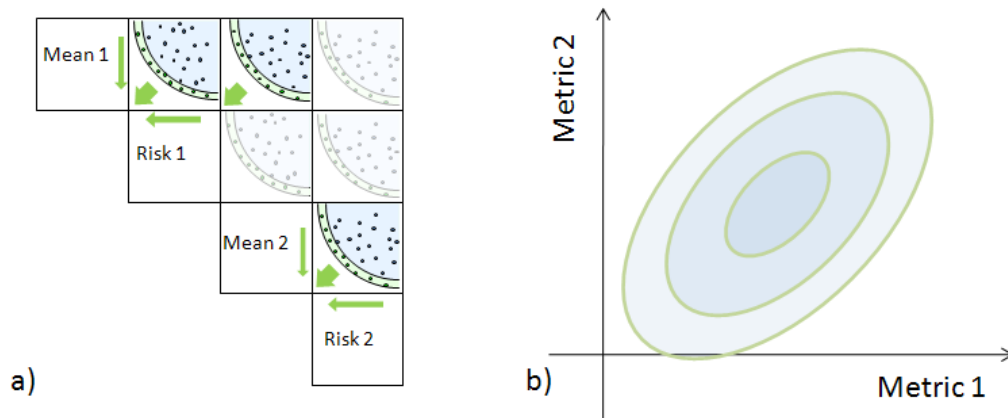 Mean 1
Risk 1
Mean 2
Risk 2
a)
Metric 2
Metric 1
b)